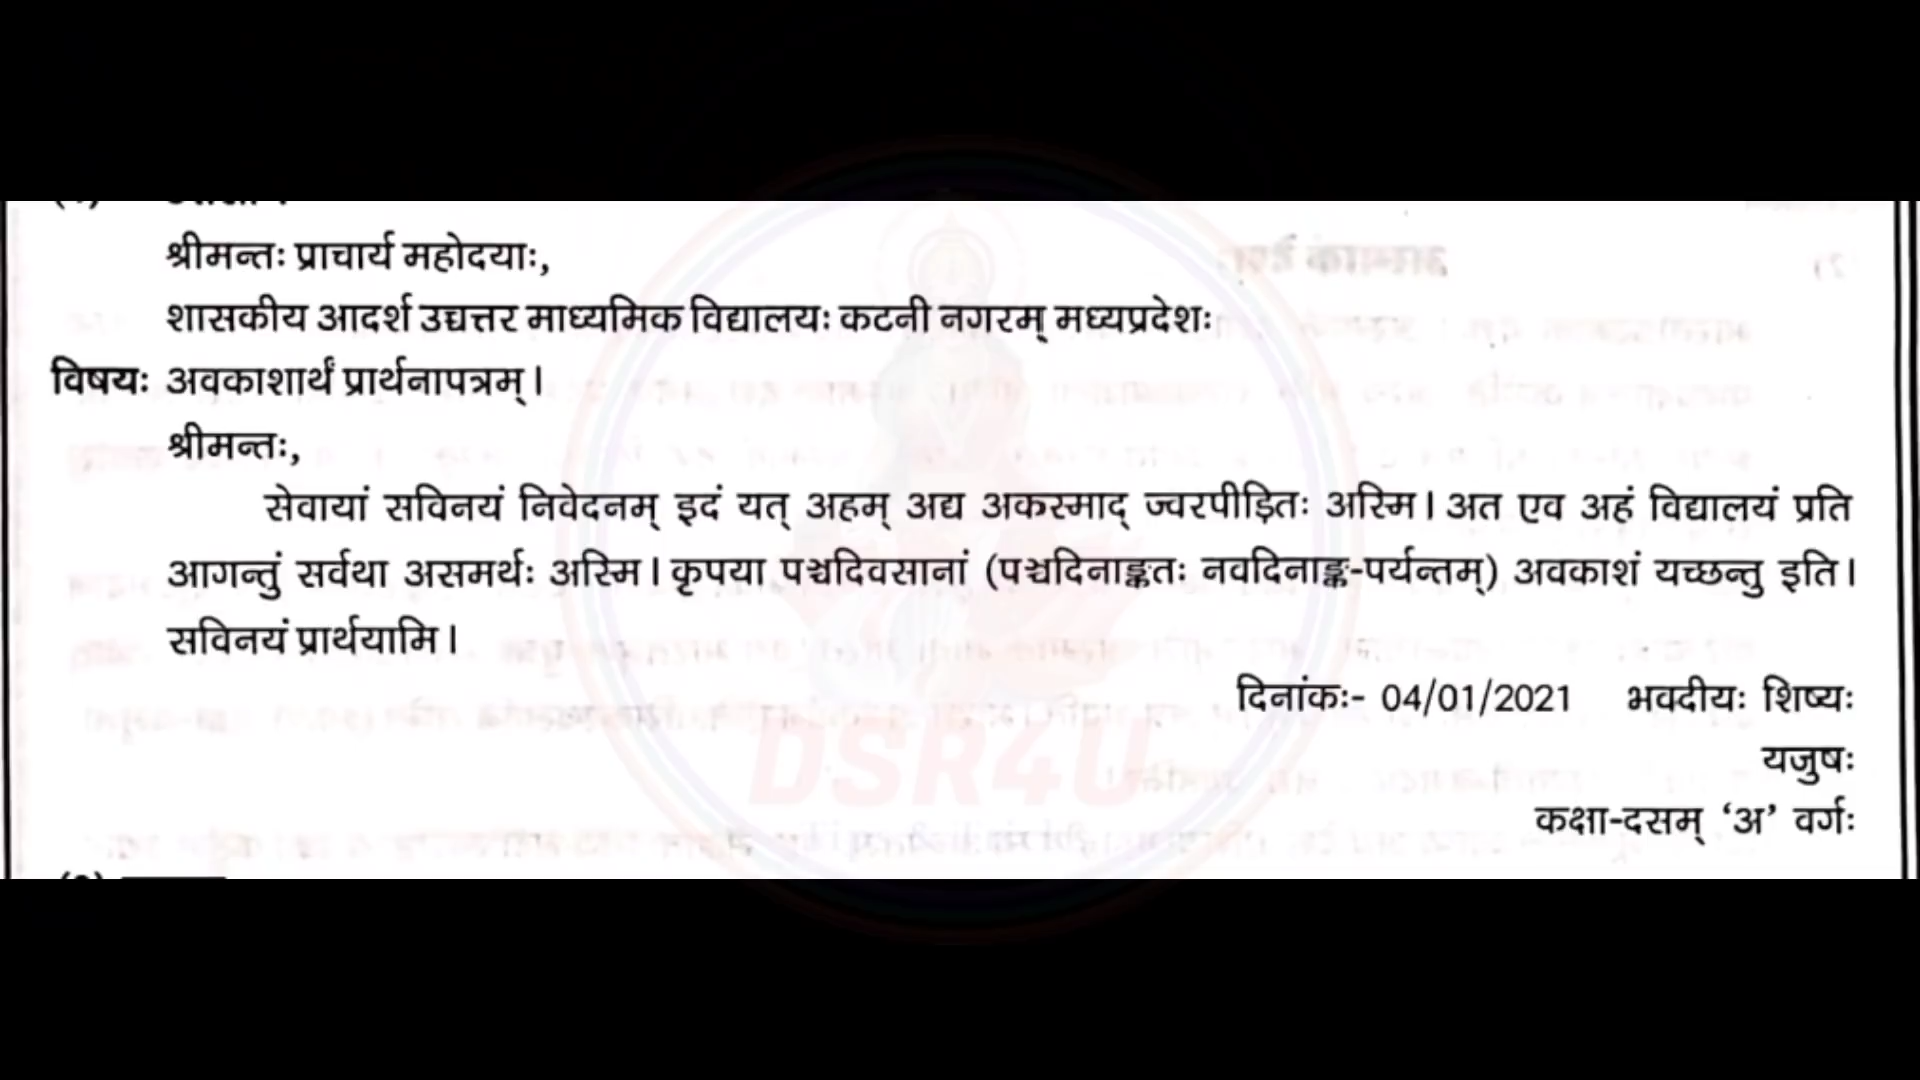 श्रीमन्तः प्राचार्य महोदयाः,
शासकीय आदर्श उच्चत्तर माध्यमिक विद्यालयः कटनी नगरम् मध्यप्रदेशः
विषयः अवकाशार्थं प्रार्थनापत्रम्।
श्रीमन्तः,
सेवायां सविनयं निवेदनम् इदं यत् अहम् अद्य अकस्माद् ज्वरपीड़ितः अस्मि। अत एव अहं विद्यालयं प्रति
आगन्तुं सर्वथा असमर्थः अस्मि। कृपया पञ्चदिवसानां (पञ्चदिनाङ्कतः नवदिनाङ्क-पर्यन्तम्) अवकाशं यच्छन्तु इति।
सविनयं प्रार्थयामि।
दिनांकः- 04/01/2021 भवदीयः शिष्यः
यजुषः
कक्षा-दसम् ‘अ’ वर्गः
DSR4U